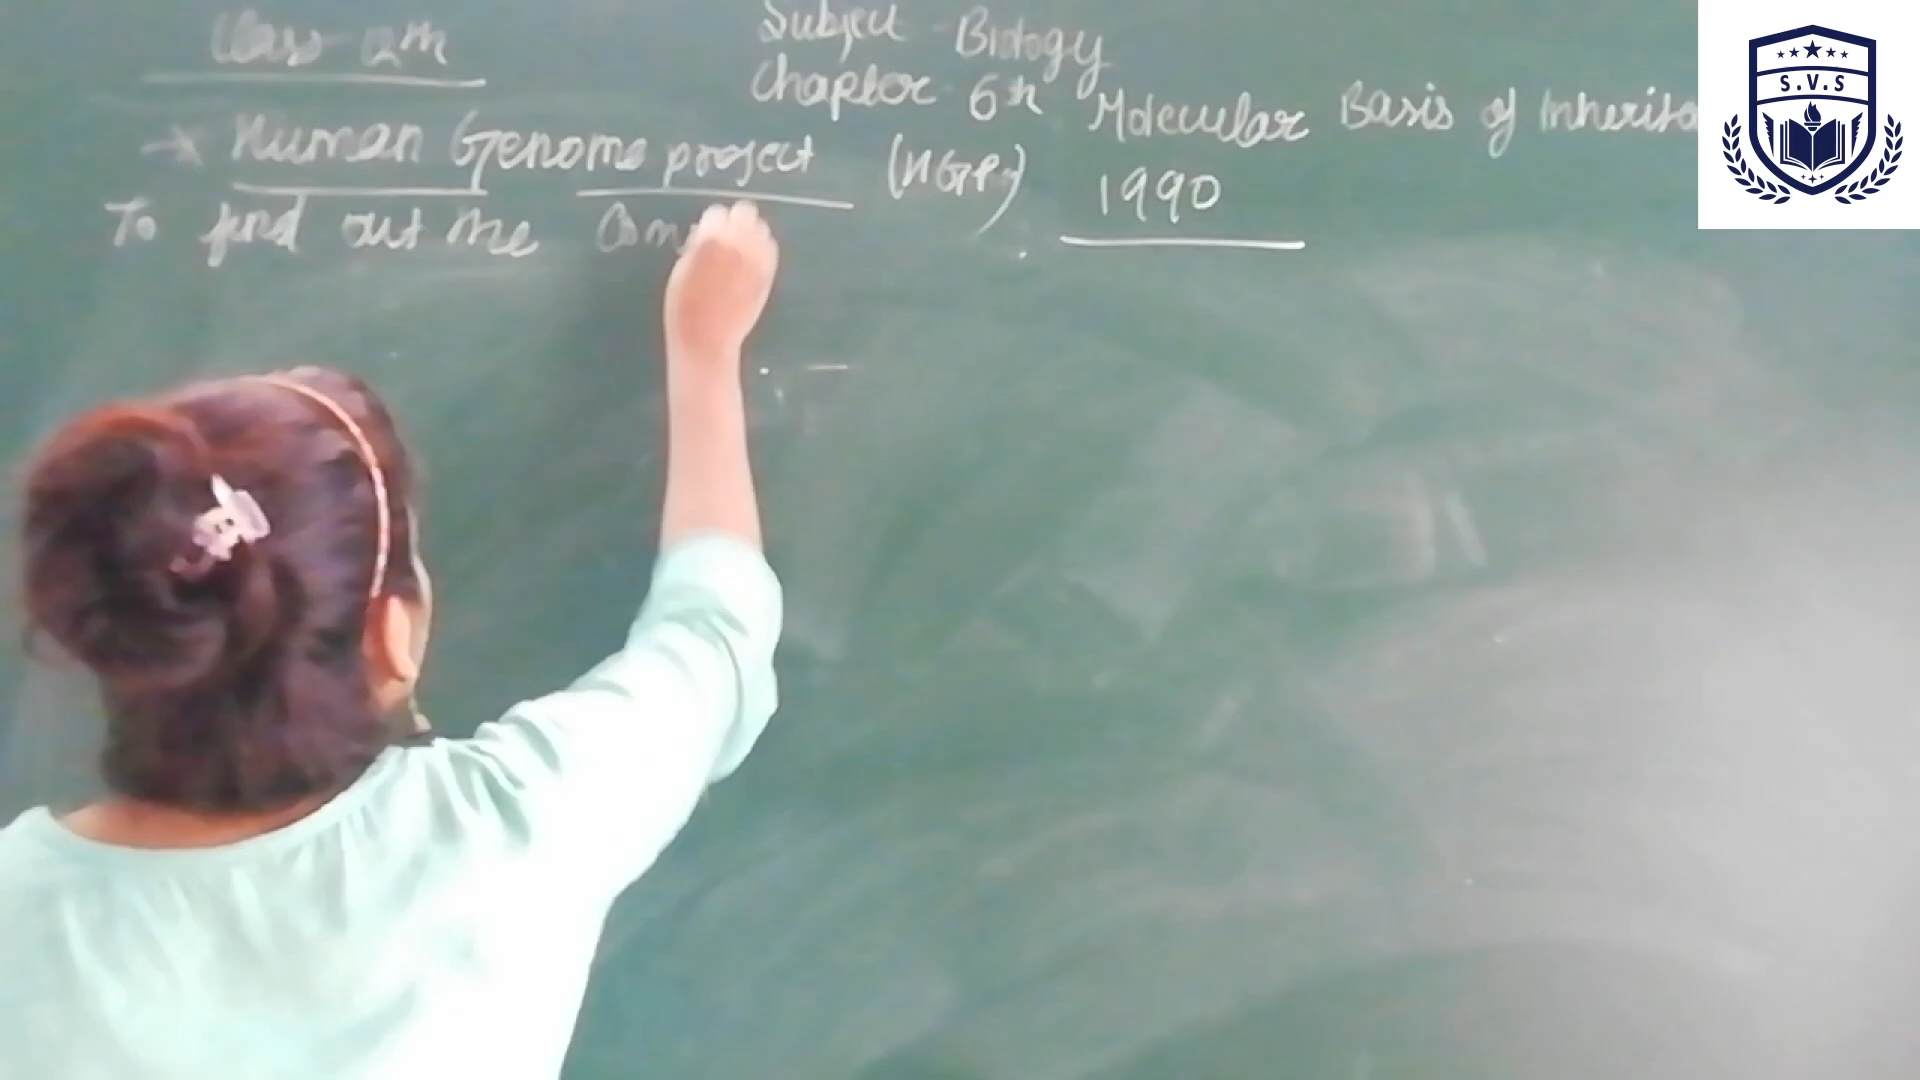 Class 12th
Subject - Biology
Chapter 6th Molecular Basis of Inherita
Human Genome project (HGP) 1990
To find out the Com
S.V.S